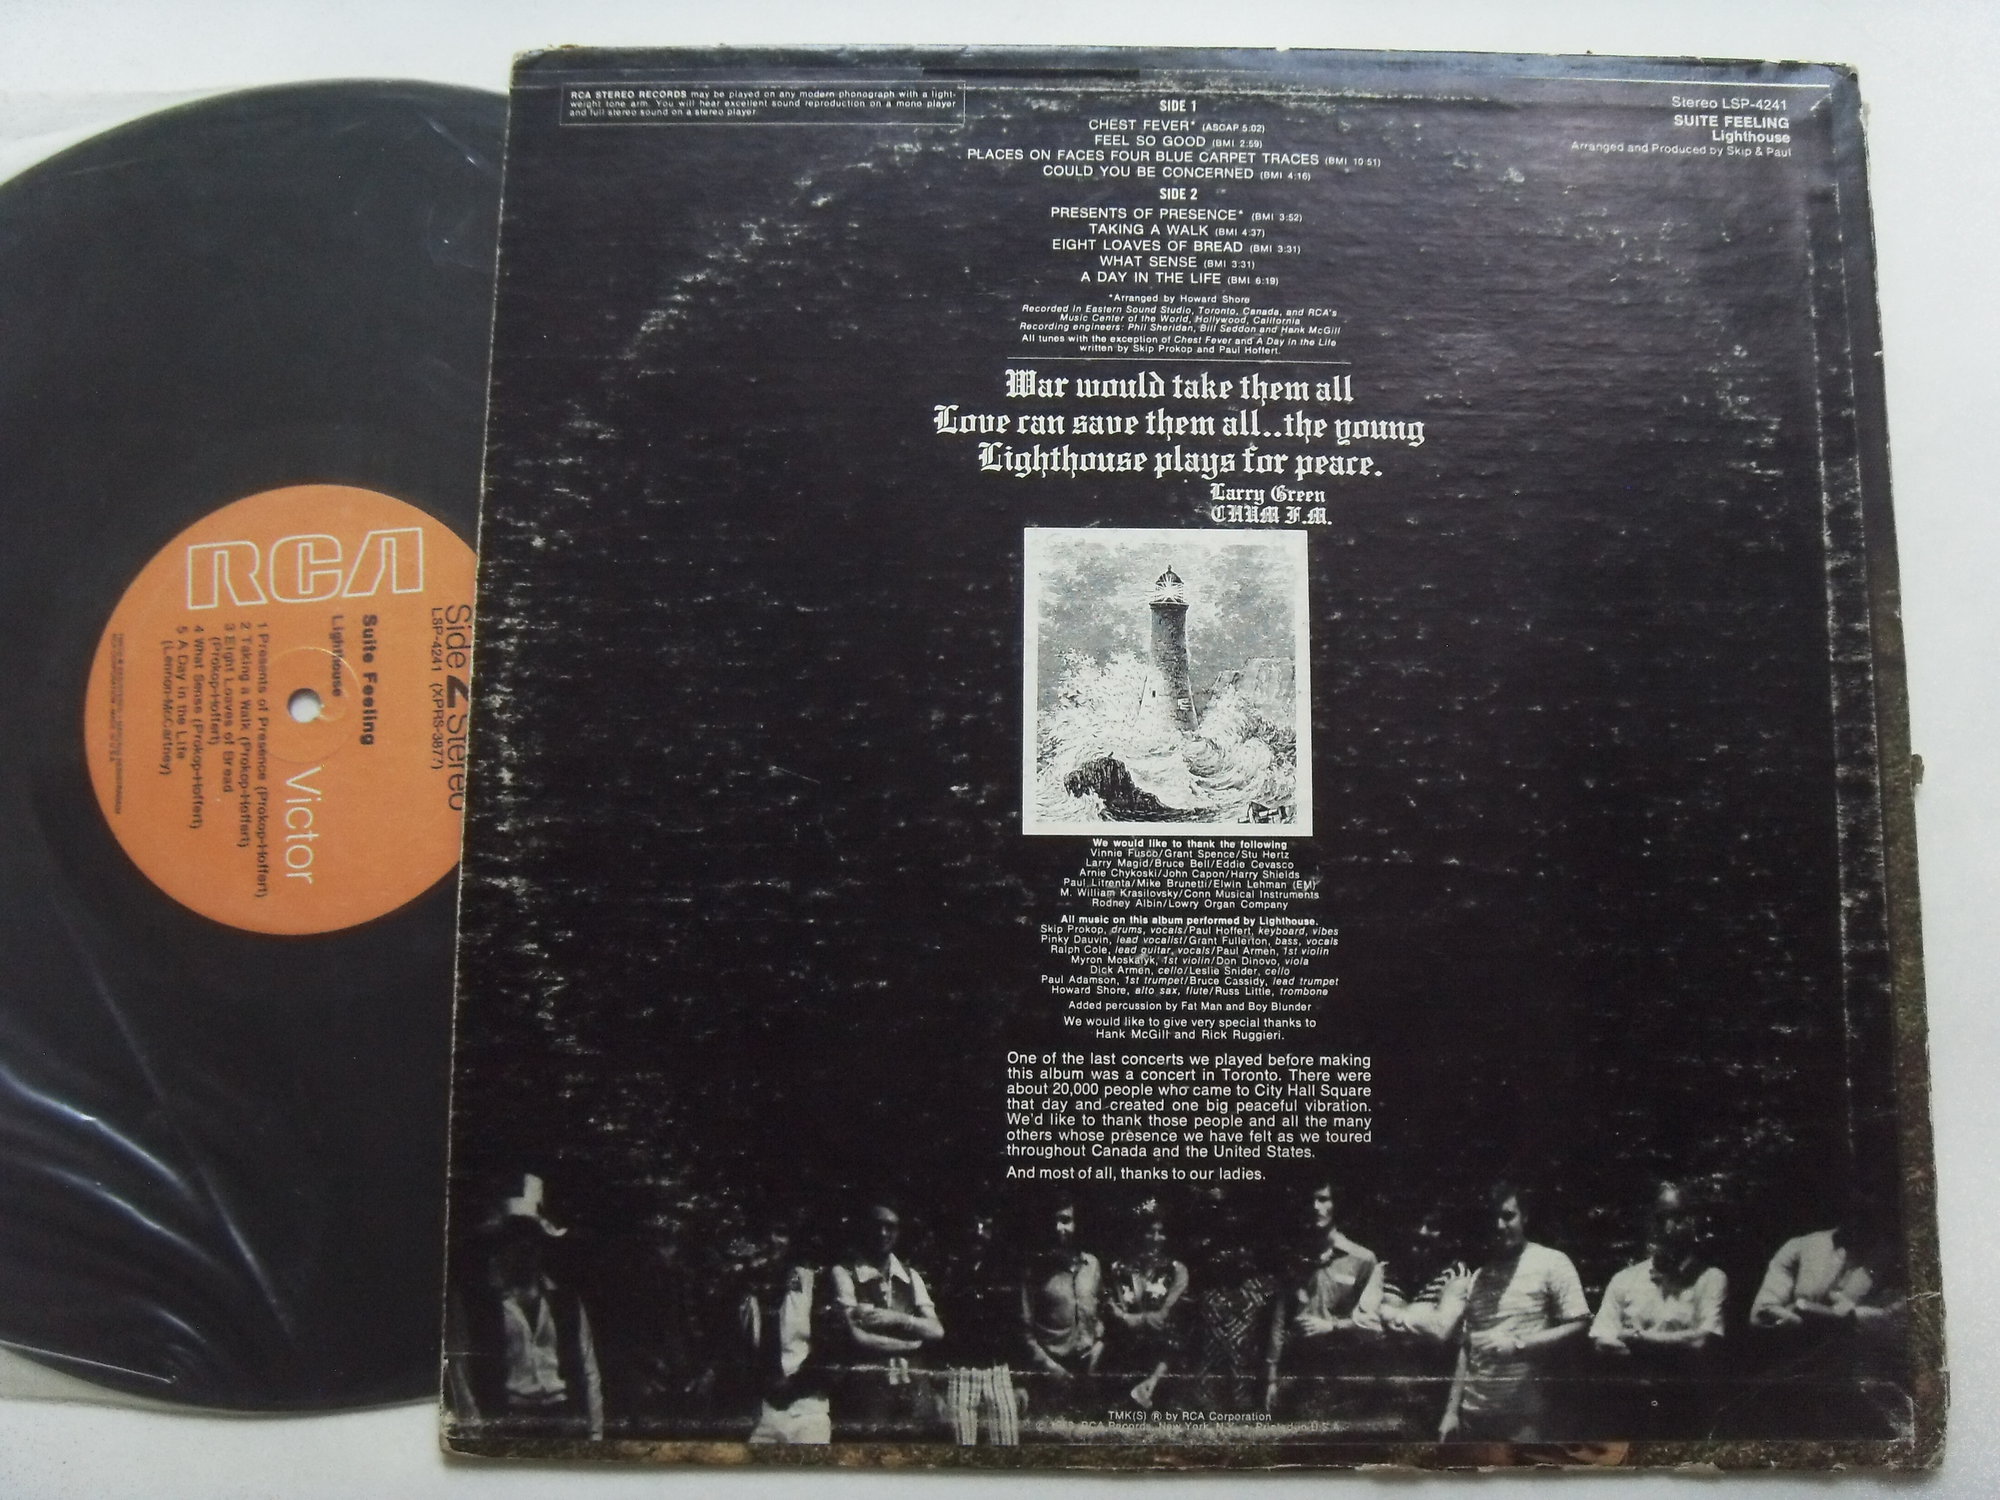 RCA STEREO RECORDS may be played on any modern phonograph with a light-
weight tone arm. You will hear excellent sound reproduction on a mono player
and full stereo sound on a stereo player
SIDE 1
CHEST FEVER* (ASCAP 5:02)
FEEL SO GOOD (BMI 2:59)
PLACES ON FACES FOUR BLUE CARPET TRACES (BMI 10:51)
COULD YOU BE CONCERNED (BMI 4:16)
SIDE 2
PRESENTS OF PRESENCE* (BMI 3:52)
TAKING A WALK (BMI 4:37)
EIGHT LOAVES OF BREAD (BMI 3:31)
WHAT SENSE (BMI 3:31)
A DAY IN THE LIFE (BMI 6:19)
*Arranged by Howard Shore
Recorded in Eastern Sound Studio, Toronto, Canada, and RCA's
Music Center of the World, Hollywood, California
Recording engineers: Phil Sheridan, Bill Seddon and Hank McGill
All tunes with the exception of Chest Fever and A Day in the Life
written by Skip Prokop and Paul Hoffert.
Stereo LSP-4241
SUITE FEELING
Lighthouse
Arranged and Produced by Skip & Paul
War would take them all
Love can save them all..the young
Lighthouse plays for peace.
Larry Green
CHUM F.M.
We would like to thank the following
Vinnie Fusco/Grant Spence/Stu Hertz
Larry Magid/Bruce Bell/Eddie Cevasco
Arnie Chykoski/John Capon/Harry Shields
Paul Litrenta/Mike Brunetti/Elwin Lehman (EM)
M. William Krasilovsky/Conn Musical Instruments
Rodney Albin/Lowry Organ Company
All music on this album performed by Lighthouse.
Skip Prokop, drums, vocals/Paul Hoffert, keyboard, vibes
Pinky Dauvin, lead vocalist/Grant Fullerton, bass, vocals
Ralph Cole, lead guitar, vocals/Paul Armen, 1st violin
Myron Moskalyk, 1st violin/Don Dinovo, viola
Dick Armen, cello/Leslie Snider, cello
Paul Adamson, 1st trumpet/Bruce Cassidy, lead trumpet
Howard Shore, alto sax, flute/Russ Little, trombone
Added percussion by Fat Man and Boy Blunder
We would like to give very special thanks to
Hank McGill and Rick Ruggieri.
One of the last concerts we played before making
this album was a concert in Toronto. There were
about 20,000 people who came to City Hall Square
that day and created one big peaceful vibration.
We'd like to thank those people and all the many
others whose presence we have felt as we toured
throughout Canada and the United States.
And most of all, thanks to our ladies.
TMK(S) ® by RCA Corporation
RCA Records, New York, N.Y. • Printed in U.S.A.
RCA
Victor
Side 2 Stereo
LSP-4241 (XPRS-3877)
Suite Feeling
Lighthouse
1 Presents of Presence (Prokop-Hoffert)
2 Taking a Walk (Prokop-Hoffert)
3 Eight Loaves of Bread
(Prokop-Hoffert)
4 What Sense (Prokop-Hoffert)
5 A Day in the Life
(Lennon-McCartney)